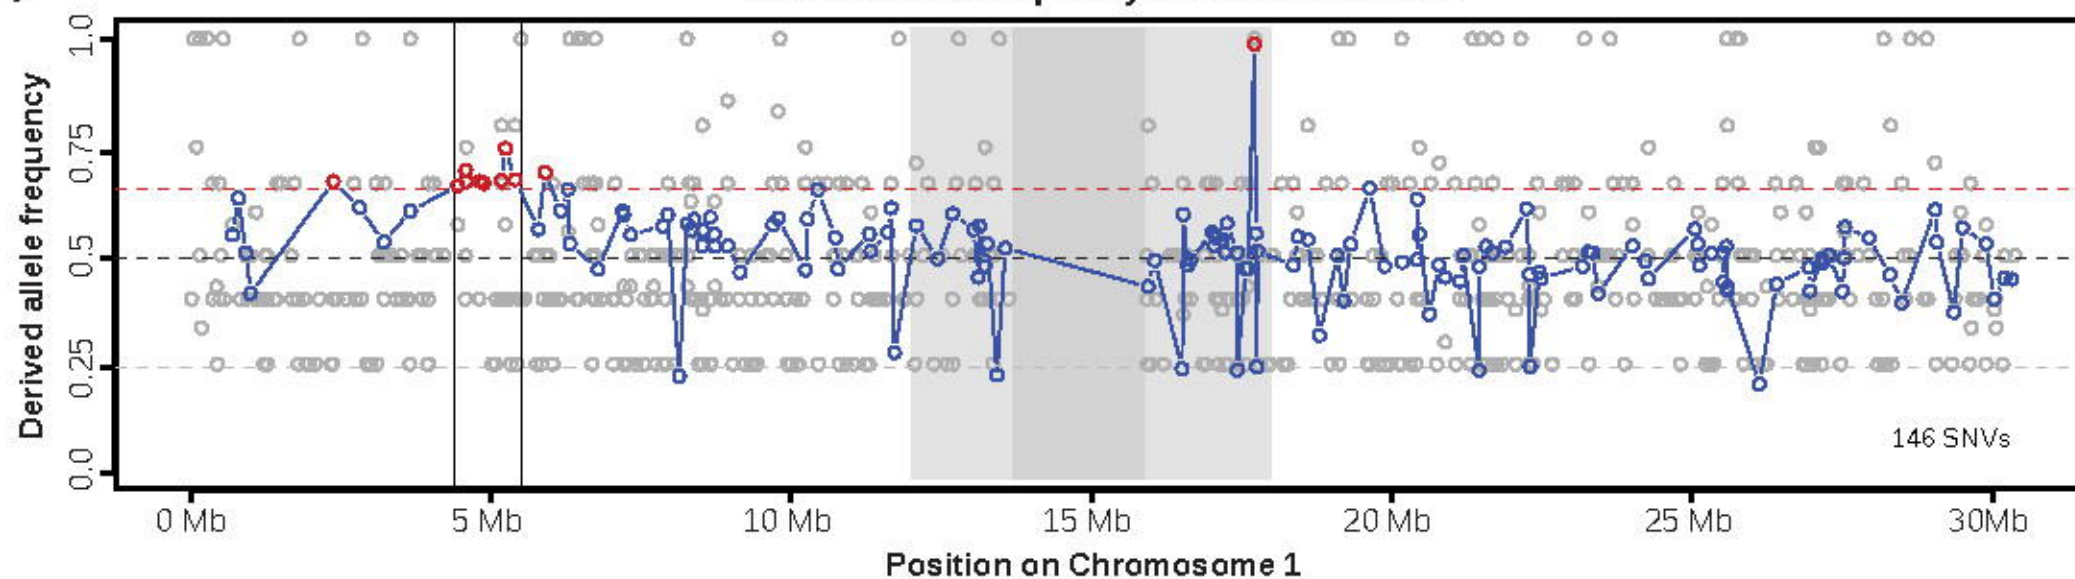 Derived allele frequency
1.0
0.75
0.5
0.25
0.0
146 SNVs
0 Mb 5 Mb 10 Mb 15 Mb 20 Mb 25 Mb 30Mb
Position on Chromosome 1